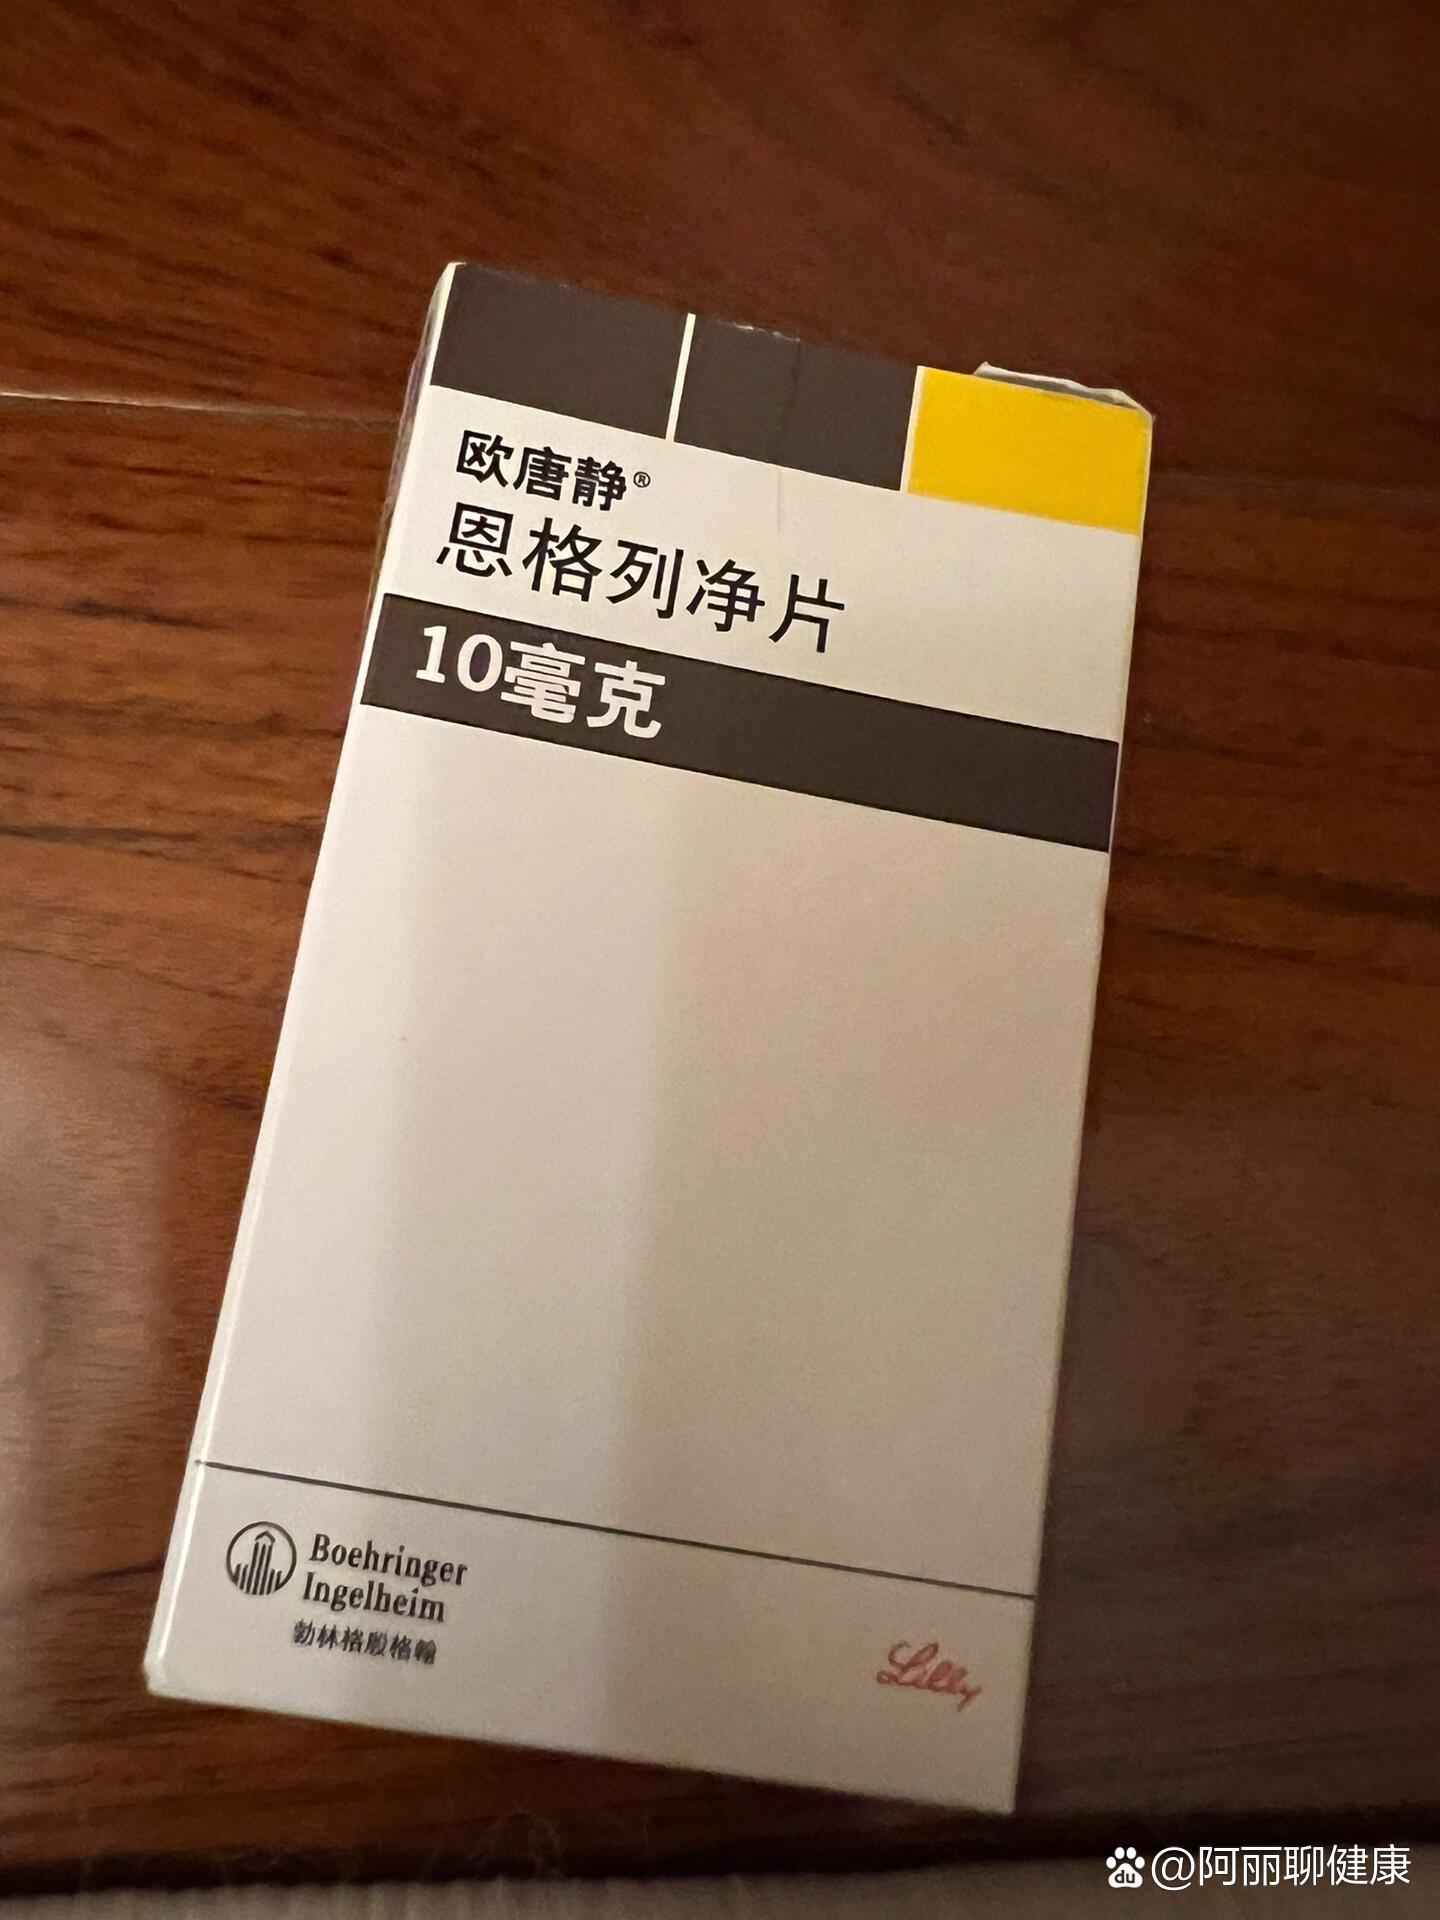 欧唐静®
恩格列净片
10毫克
Boehringer
Ingelheim
勃林格殷格翰
Lilly
du @阿丽聊健康